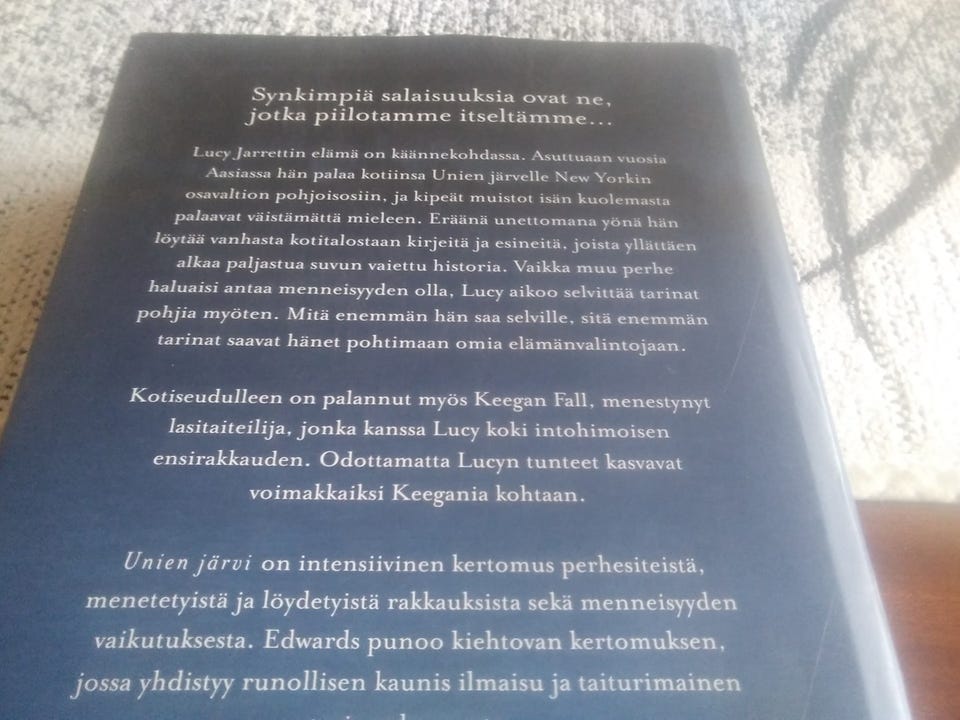 Synkimpiä salaisuuksia ovat ne,
jotka piilotamme itseltämme...
Lucy Jarrettin elämä on käännekohdassa. Asuttuaan vuosia
Aasiassa hän palaa kotiinsa Unien järvelle New Yorkin
osavaltion pohjoisosiin, ja kipeät muistot isän kuolemasta
palaavat väistämättä mieleen. Eräänä unettomana yönä hän
löytää vanhasta kotitalostaan kirjeitä ja esineitä, joista yllättäen
alkaa paljastua suvun vaiettu historia. Vaikka muu perhe
haluaisi antaa menneisyyden olla, Lucy aikoo selvittää tarinat
pohjia myöten. Mitä enemmän hän saa selville, sitä enemmän
tarinat saavat hänet pohtimaan omia elämänvalintojaan.
Kotiseudulleen on palannut myös Keegan Fall, menestynyt
lasitaiteilija, jonka kanssa Lucy koki intohimoisen
ensirakkauden. Odottamatta Lucyn tunteet kasvavat
voimakkaiksi Keegania kohtaan.
Unien järvi on intensiivinen kertomus perhesiteistä,
menetetyistä ja löydetyistä rakkauksista sekä menneisyyden
vaikutuksesta. Edwards punoo kiehtovan kertomuksen,
jossa yhdistyy runollisen kaunis ilmaisu ja taiturimainen